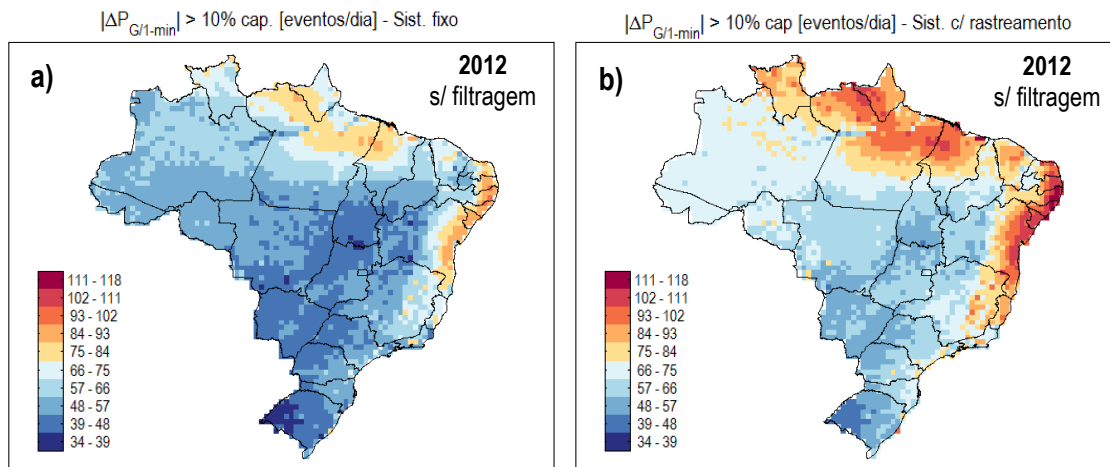 |ΔP_G/1-min| > 10% cap. [eventos/dia] - Sist. fixo
a)
2012
s/ filtragem
111 - 118
102 - 111
93 - 102
84 - 93
75 - 84
66 - 75
57 - 66
48 - 57
39 - 48
34 - 39
|ΔP_G/1-min| > 10% cap. [eventos/dia] - Sist. c/ rastreamento
b)
2012
s/ filtragem
111 - 118
102 - 111
93 - 102
84 - 93
75 - 84
66 - 75
57 - 66
48 - 57
39 - 48
34 - 39